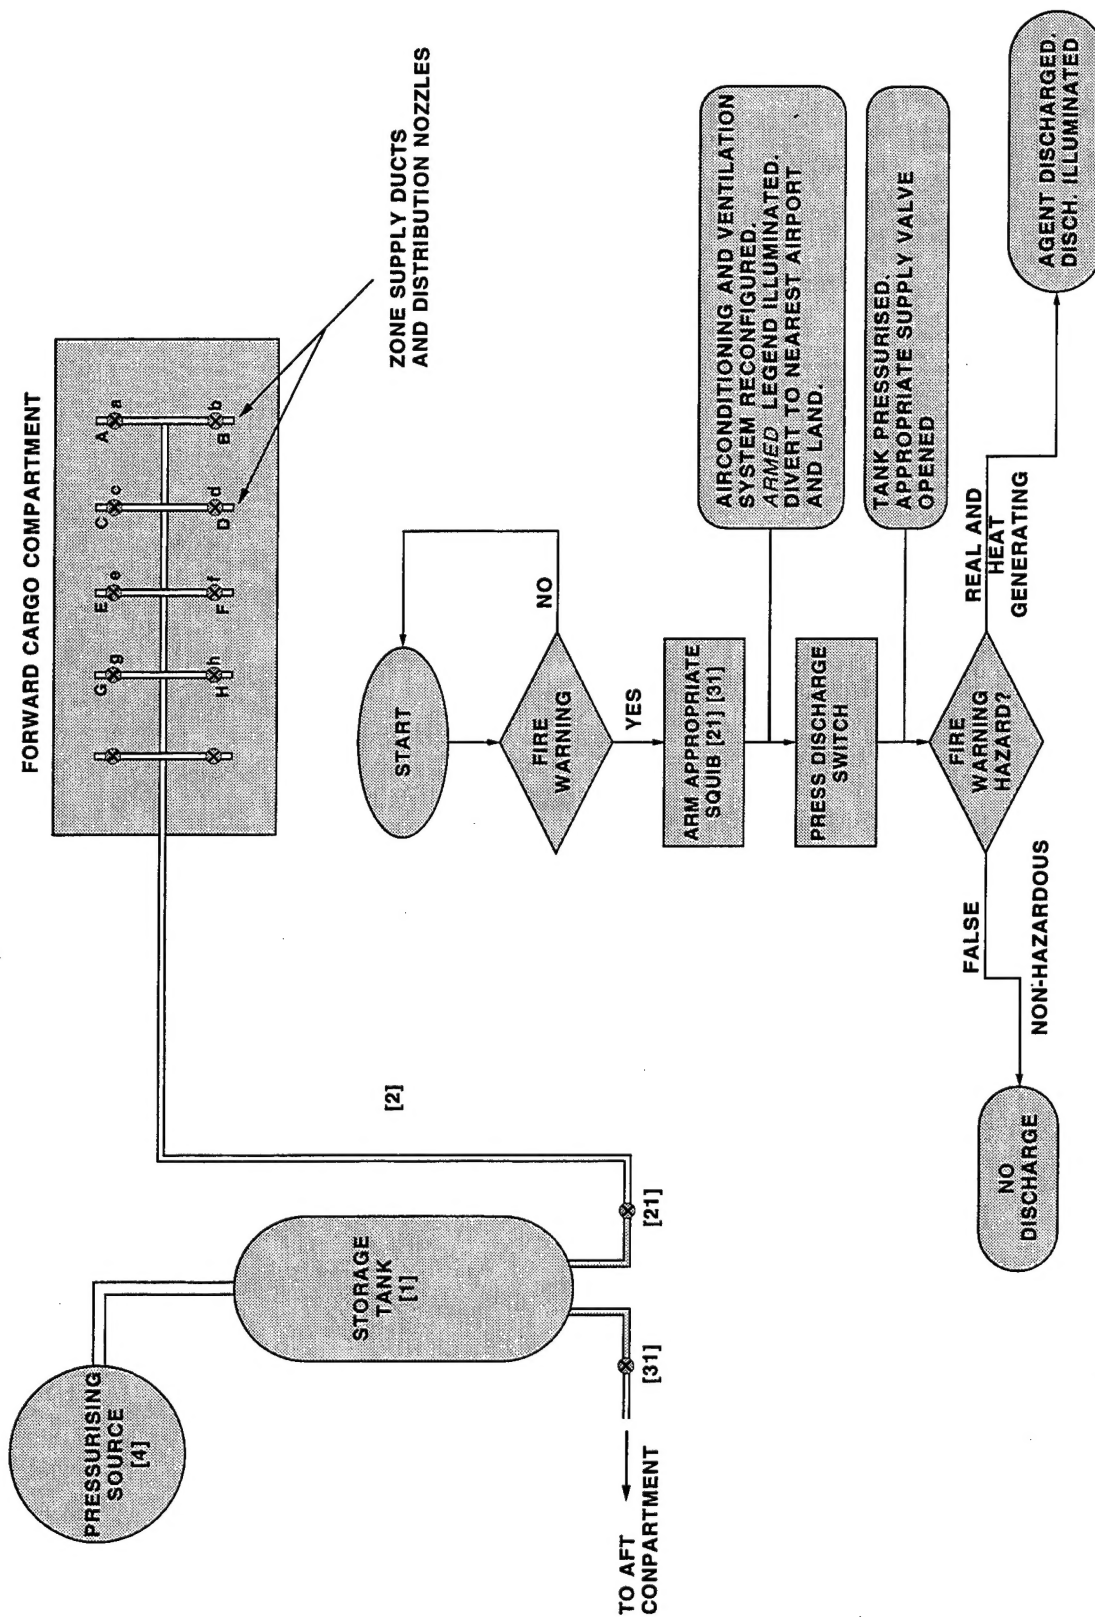 FORWARD CARGO COMPARTMENT
G g
E e
C c
A a
H h
F f
D d
B b
ZONE SUPPLY DUCTS
AND DISTRIBUTION NOZZLES
PRESSURISING
SOURCE
[4]
STORAGE
TANK
[1]
[2]
[31]
[21]
TO AFT
CONPARTMENT
START
FIRE
WARNING
NO
YES
ARM APPROPRIATE
SQUIB [21] [31]
AIRCONDITIONING AND VENTILATION
SYSTEM RECONFIGURED.
ARMED LEGEND ILLUMINATED.
DIVERT TO NEAREST AIRPORT
AND LAND.
PRESS DISCHARGE
SWITCH
TANK PRESSURISED.
APPROPRIATE SUPPLY VALVE
OPENED
FIRE
WARNING
HAZARD?
FALSE
NON-HAZARDOUS
REAL AND
HEAT
GENERATING
NO
DISCHARGE
AGENT DISCHARGED.
DISCH. ILLUMINATED